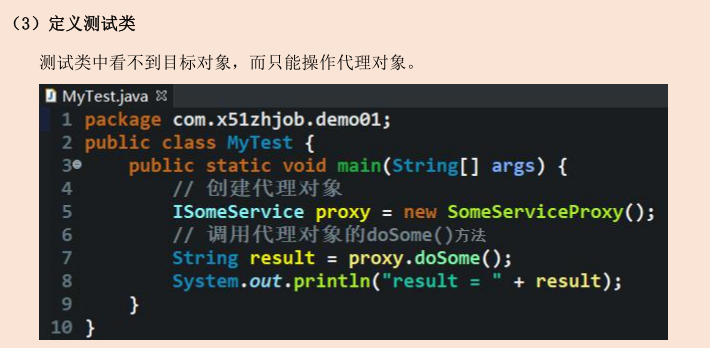 （3）定义测试类
测试类中看不到目标对象，而只能操作代理对象。
MyTest.java
1 package com.x51zhjob.demo01;
2 public class MyTest {
3 public static void main(String[] args) {
4 // 创建代理对象
5 ISomeService proxy = new SomeServiceProxy();
6 // 调用代理对象的doSome()方法
7 String result = proxy.doSome();
8 System.out.println("result = " + result);
9 }
10 }